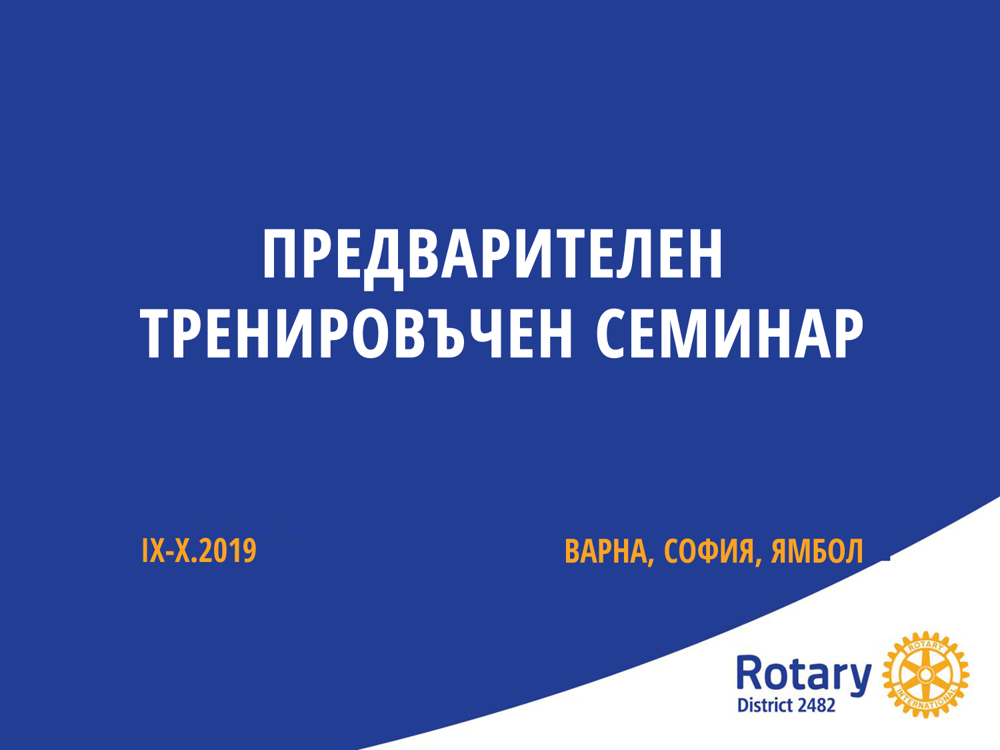 ПРЕДВАРИТЕЛЕН
ТРЕНИРОВЪЧЕН СЕМИНАР
IX-X.2019
ВАРНА, СОФИЯ, ЯМБОЛ
Rotary
District 2482
ROTARY
INTERNATIONAL